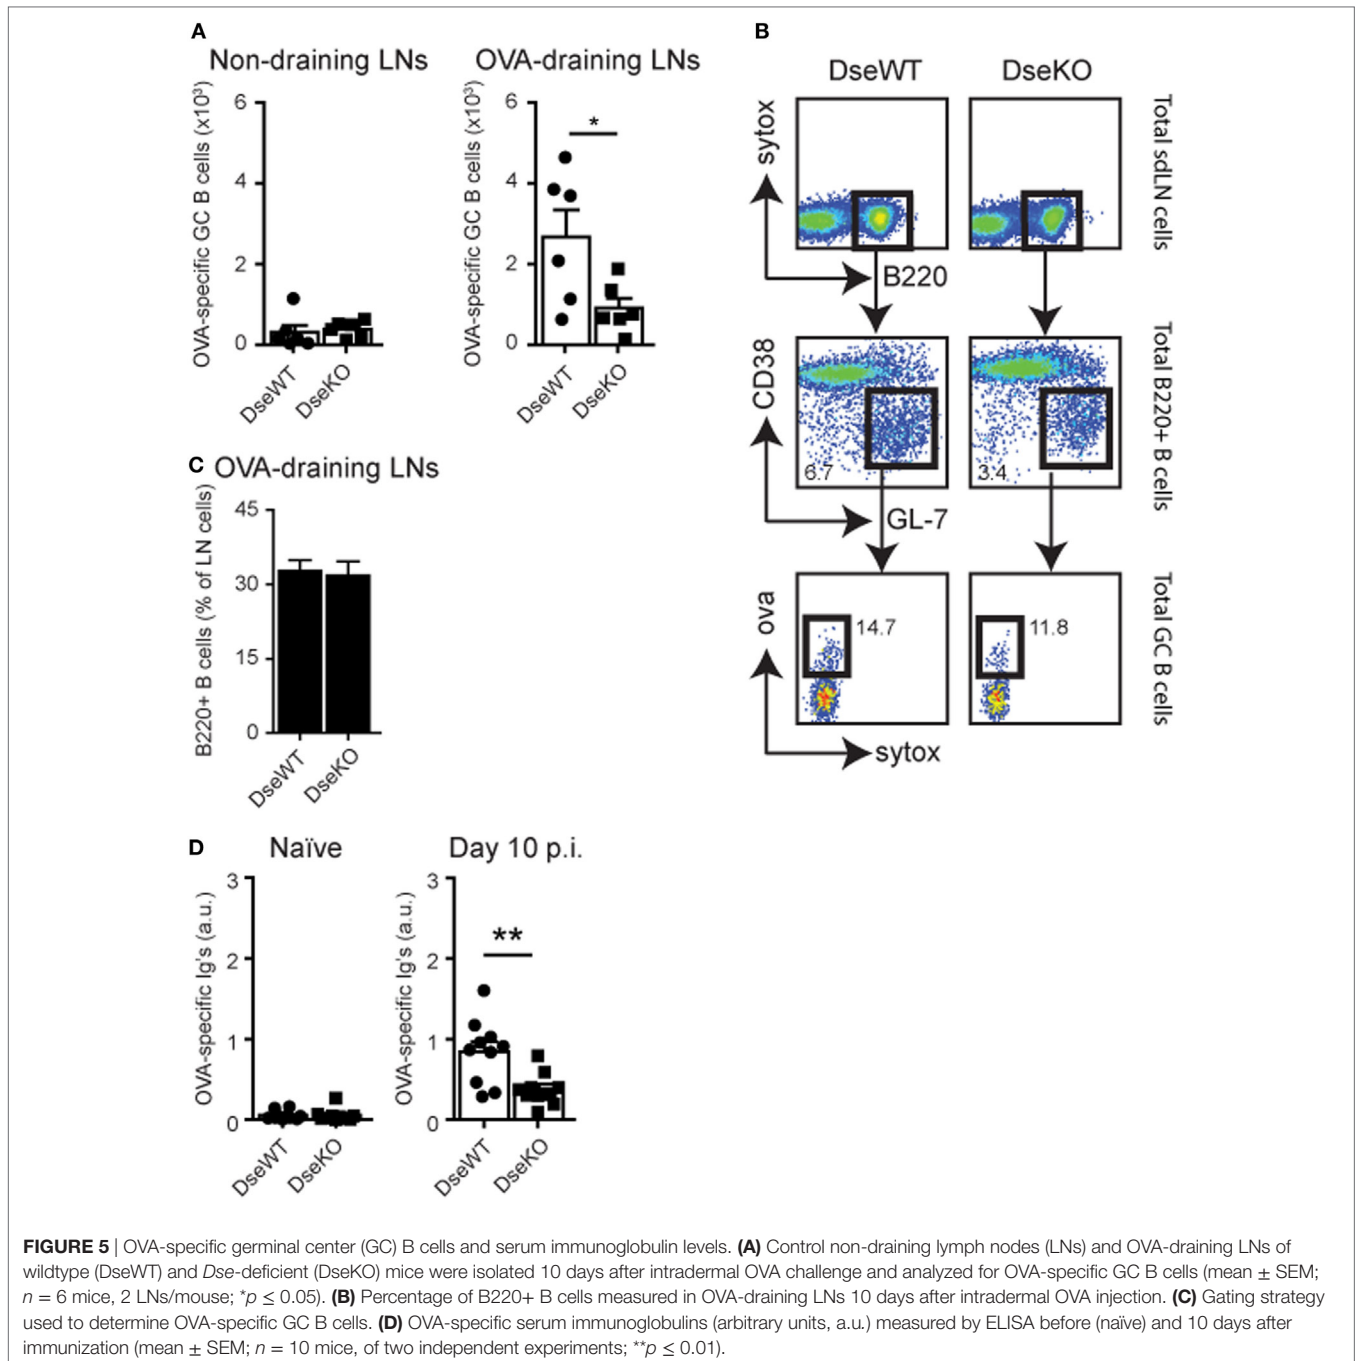 A
Non-draining LNs
OVA-specific GC B cells (x10³)
6
4
2
0
DseWT
DseKO
OVA-draining LNs
OVA-specific GC B cells (x10³)
6
4
2
0
*
DseWT
DseKO
B
DseWT
DseKO
sytox
B220
Total sdLN cells
CD38
6.7
3.4
GL-7
Total B220+ B cells
ova
14.7
11.8
sytox
Total GC B cells
C
OVA-draining LNs
B220+ B cells (% of LN cells)
45
30
15
0
DseWT
DseKO
D
Naïve
OVA-specific Ig's (a.u.)
3
2
1
0
DseWT
DseKO
Day 10 p.i.
OVA-specific Ig's (a.u.)
3
2
1
0
**
DseWT
DseKO
FIGURE 5 | OVA-specific germinal center (GC) B cells and serum immunoglobulin levels. (A) Control non-draining lymph nodes (LNs) and OVA-draining LNs of
wildtype (DseWT) and Dse-deficient (DseKO) mice were isolated 10 days after intradermal OVA challenge and analyzed for OVA-specific GC B cells (mean ± SEM;
n = 6 mice, 2 LNs/mouse; *p ≤ 0.05). (B) Percentage of B220+ B cells measured in OVA-draining LNs 10 days after intradermal OVA injection. (C) Gating strategy
used to determine OVA-specific GC B cells. (D) OVA-specific serum immunoglobulins (arbitrary units, a.u.) measured by ELISA before (naïve) and 10 days after
immunization (mean ± SEM; n = 10 mice, of two independent experiments; **p ≤ 0.01).